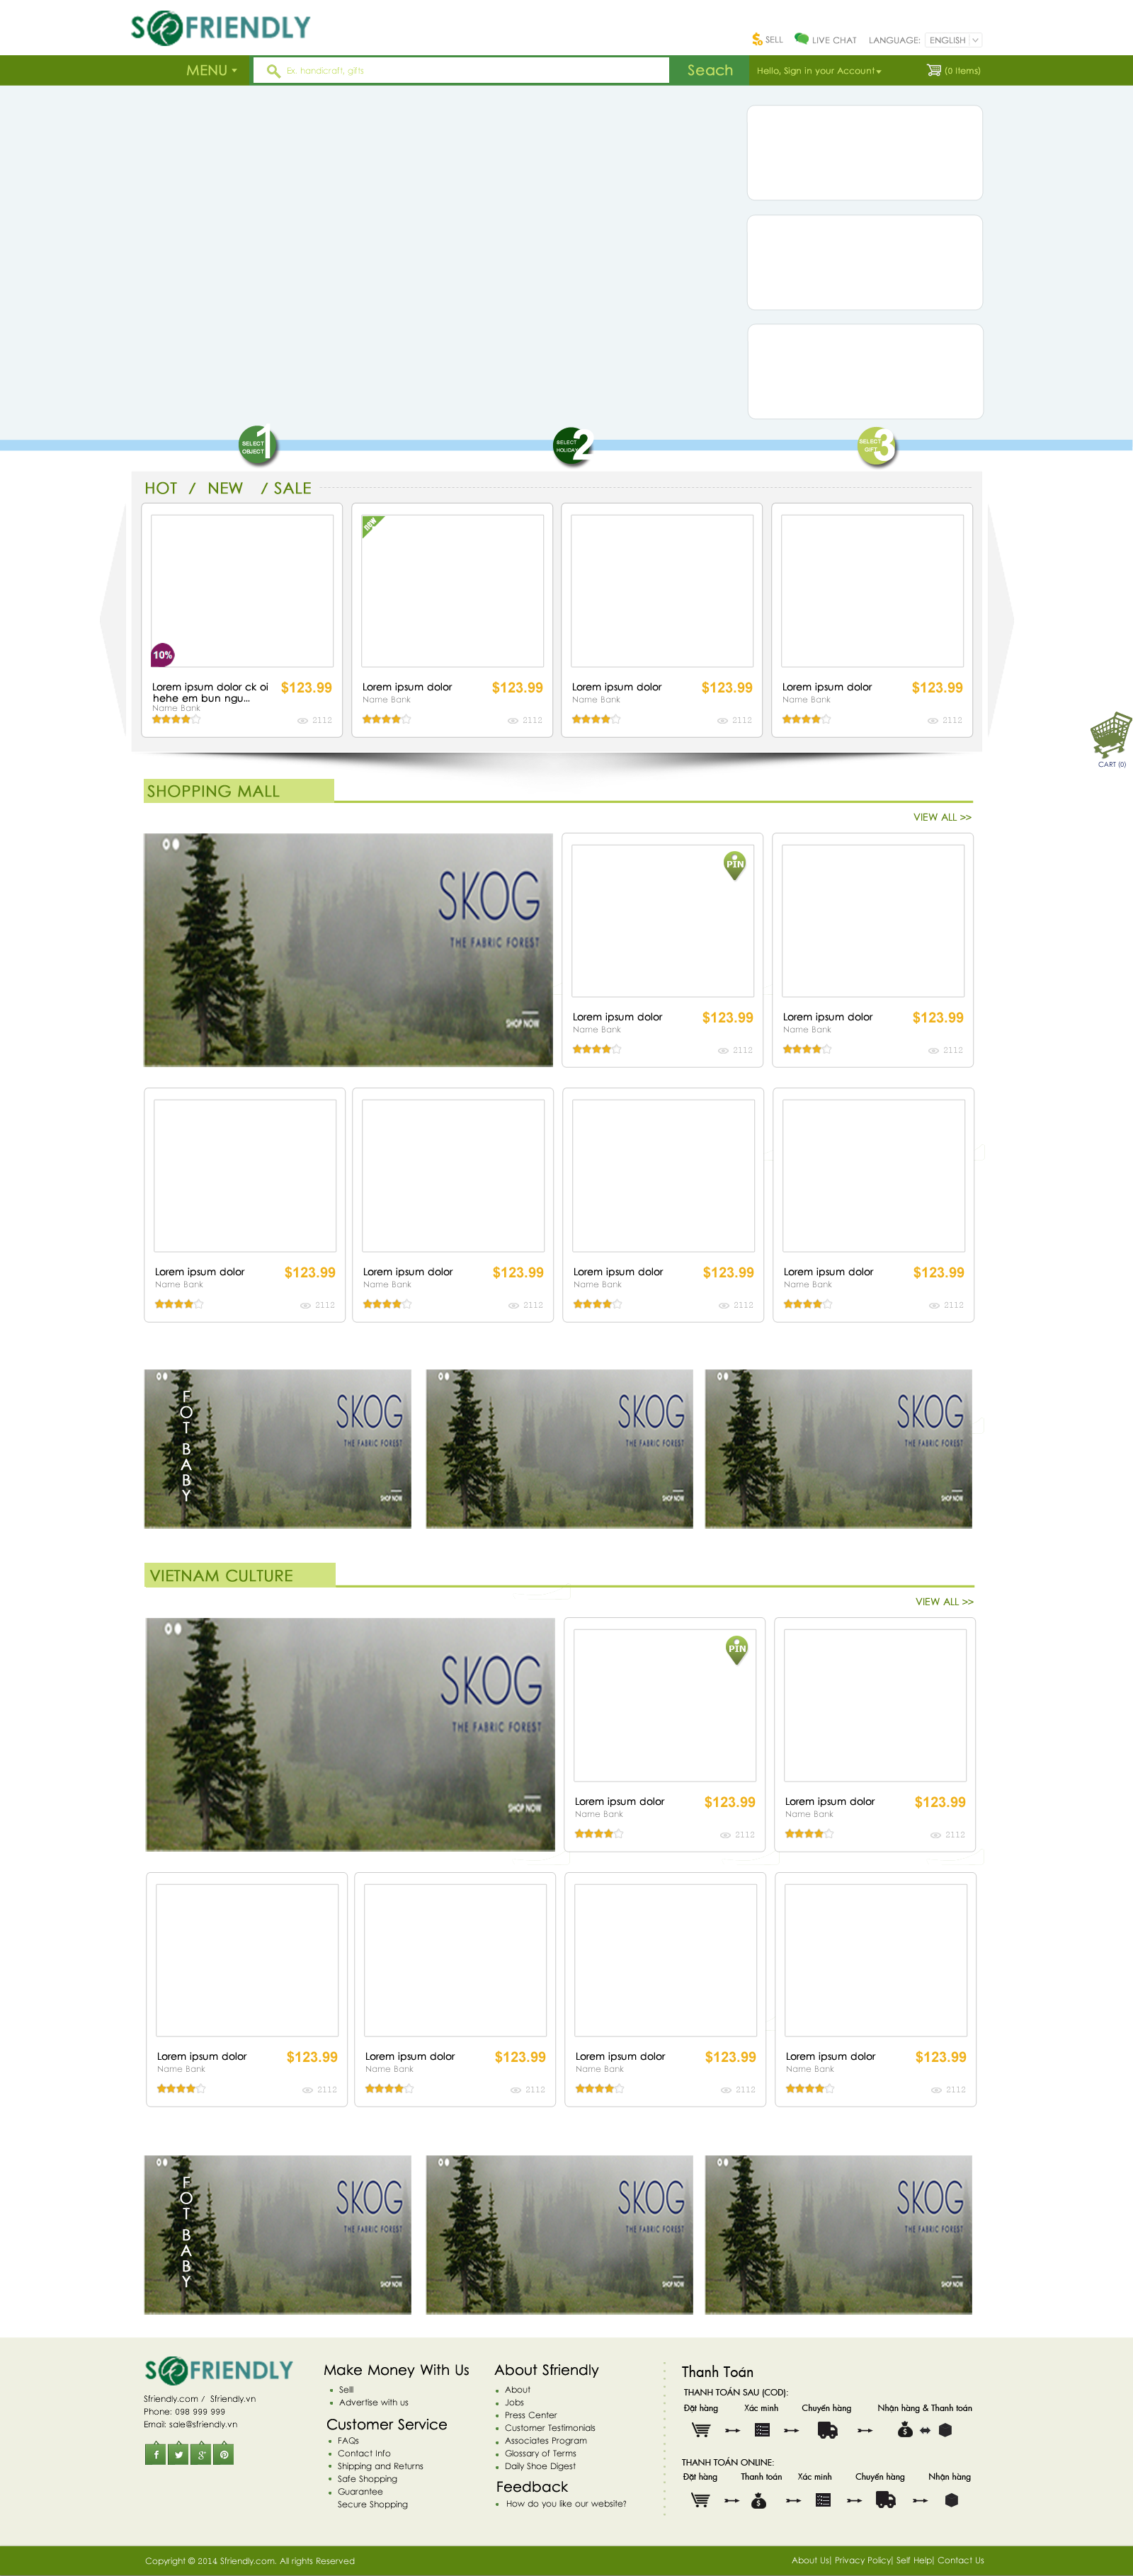 SFRIENDLY
SELL LIVE CHAT LANGUAGE: ENGLISH
MENU Ex. handicraft, gifts Seach Hello, Sign in your Account (0 items)
SELECT OBJECT 1
SELECT HOLIDAY 2
SELECT GIFT 3
HOT / NEW / SALE
new
10%
Lorem ipsum dolor ck oi $123.99
hehe em bun ngu...
Name Bank
2112
Lorem ipsum dolor $123.99
Name Bank
2112
Lorem ipsum dolor $123.99
Name Bank
2112
Lorem ipsum dolor $123.99
Name Bank
2112
CART (0)
SHOPPING MALL
VIEW ALL >>
SKOG
THE FABRIC FOREST
SHOP NOW
PIN
Lorem ipsum dolor $123.99
Name Bank
2112
Lorem ipsum dolor $123.99
Name Bank
2112
Lorem ipsum dolor $123.99
Name Bank
2112
Lorem ipsum dolor $123.99
Name Bank
2112
Lorem ipsum dolor $123.99
Name Bank
2112
Lorem ipsum dolor $123.99
Name Bank
2112
FOT BABY
SKOG
THE FABRIC FOREST
SHOP NOW
SKOG
THE FABRIC FOREST
SHOP NOW
SKOG
THE FABRIC FOREST
SHOP NOW
VIETNAM CULTURE
VIEW ALL >>
SKOG
THE FABRIC FOREST
SHOP NOW
PIN
Lorem ipsum dolor $123.99
Name Bank
2112
Lorem ipsum dolor $123.99
Name Bank
2112
Lorem ipsum dolor $123.99
Name Bank
2112
Lorem ipsum dolor $123.99
Name Bank
2112
Lorem ipsum dolor $123.99
Name Bank
2112
Lorem ipsum dolor $123.99
Name Bank
2112
FOT BABY
SKOG
THE FABRIC FOREST
SHOP NOW
SKOG
THE FABRIC FOREST
SHOP NOW
SKOG
THE FABRIC FOREST
SHOP NOW
SFRIENDLY
Sfriendly.com / Sfriendly.vn
Phone: 098 999 999
Email: sale@sfriendly.vn
Make Money With Us
Selll
Advertise with us
Customer Service
FAQs
Contact Info
Shipping and Returns
Safe Shopping
Guarantee
Secure Shopping
About Sfriendly
About
Jobs
Press Center
Customer Testimonials
Associates Program
Glossary of Terms
Daily Shoe Digest
Feedback
How do you like our website?
Thanh Toán
THANH TOÁN SAU (COD):
Đặt hàng Xác minh Chuyển hàng Nhận hàng & Thanh toán
THANH TOÁN ONLINE:
Đặt hàng Thanh toán Xác minh Chuyển hàng Nhận hàng
Copyright © 2014 Sfriendly.com. All rights Reserved
About Us| Privacy Policy| Self Help| Contact Us